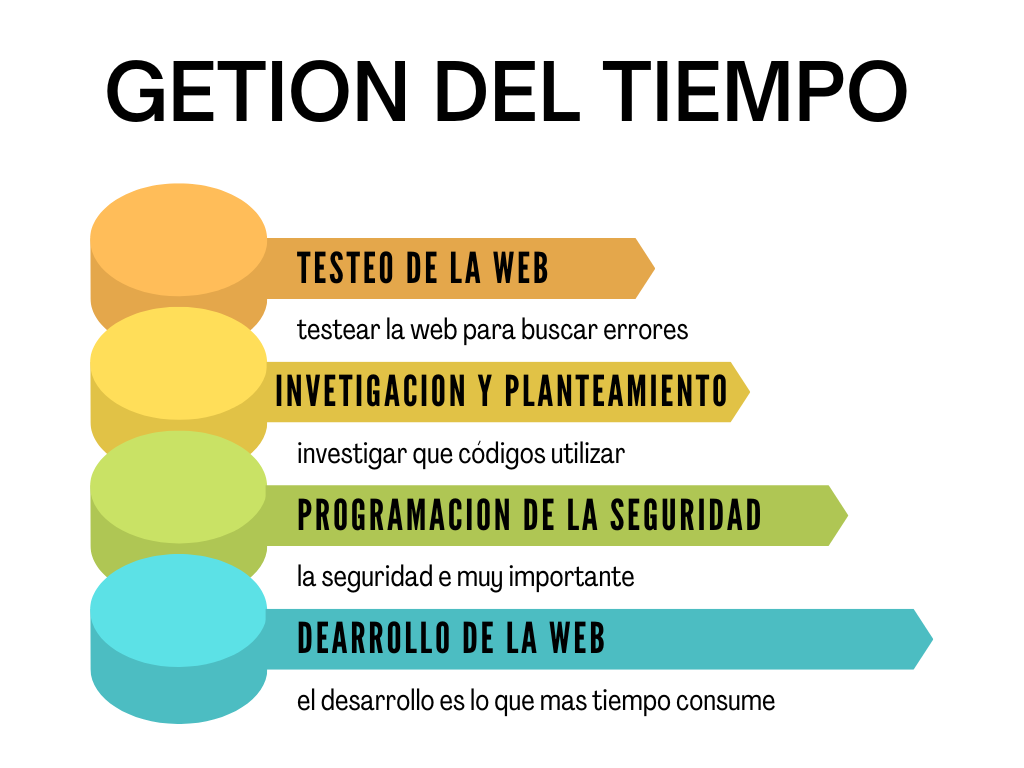 GETION DEL TIEMPO
TESTEO DE LA WEB
testear la web para buscar errores
INVETIGACION Y PLANTEAMIENTO
investigar que códigos utilizar
PROGRAMACION DE LA SEGURIDAD
la seguridad e muy importante
DEARROLLO DE LA WEB
el desarrollo es lo que mas tiempo consume